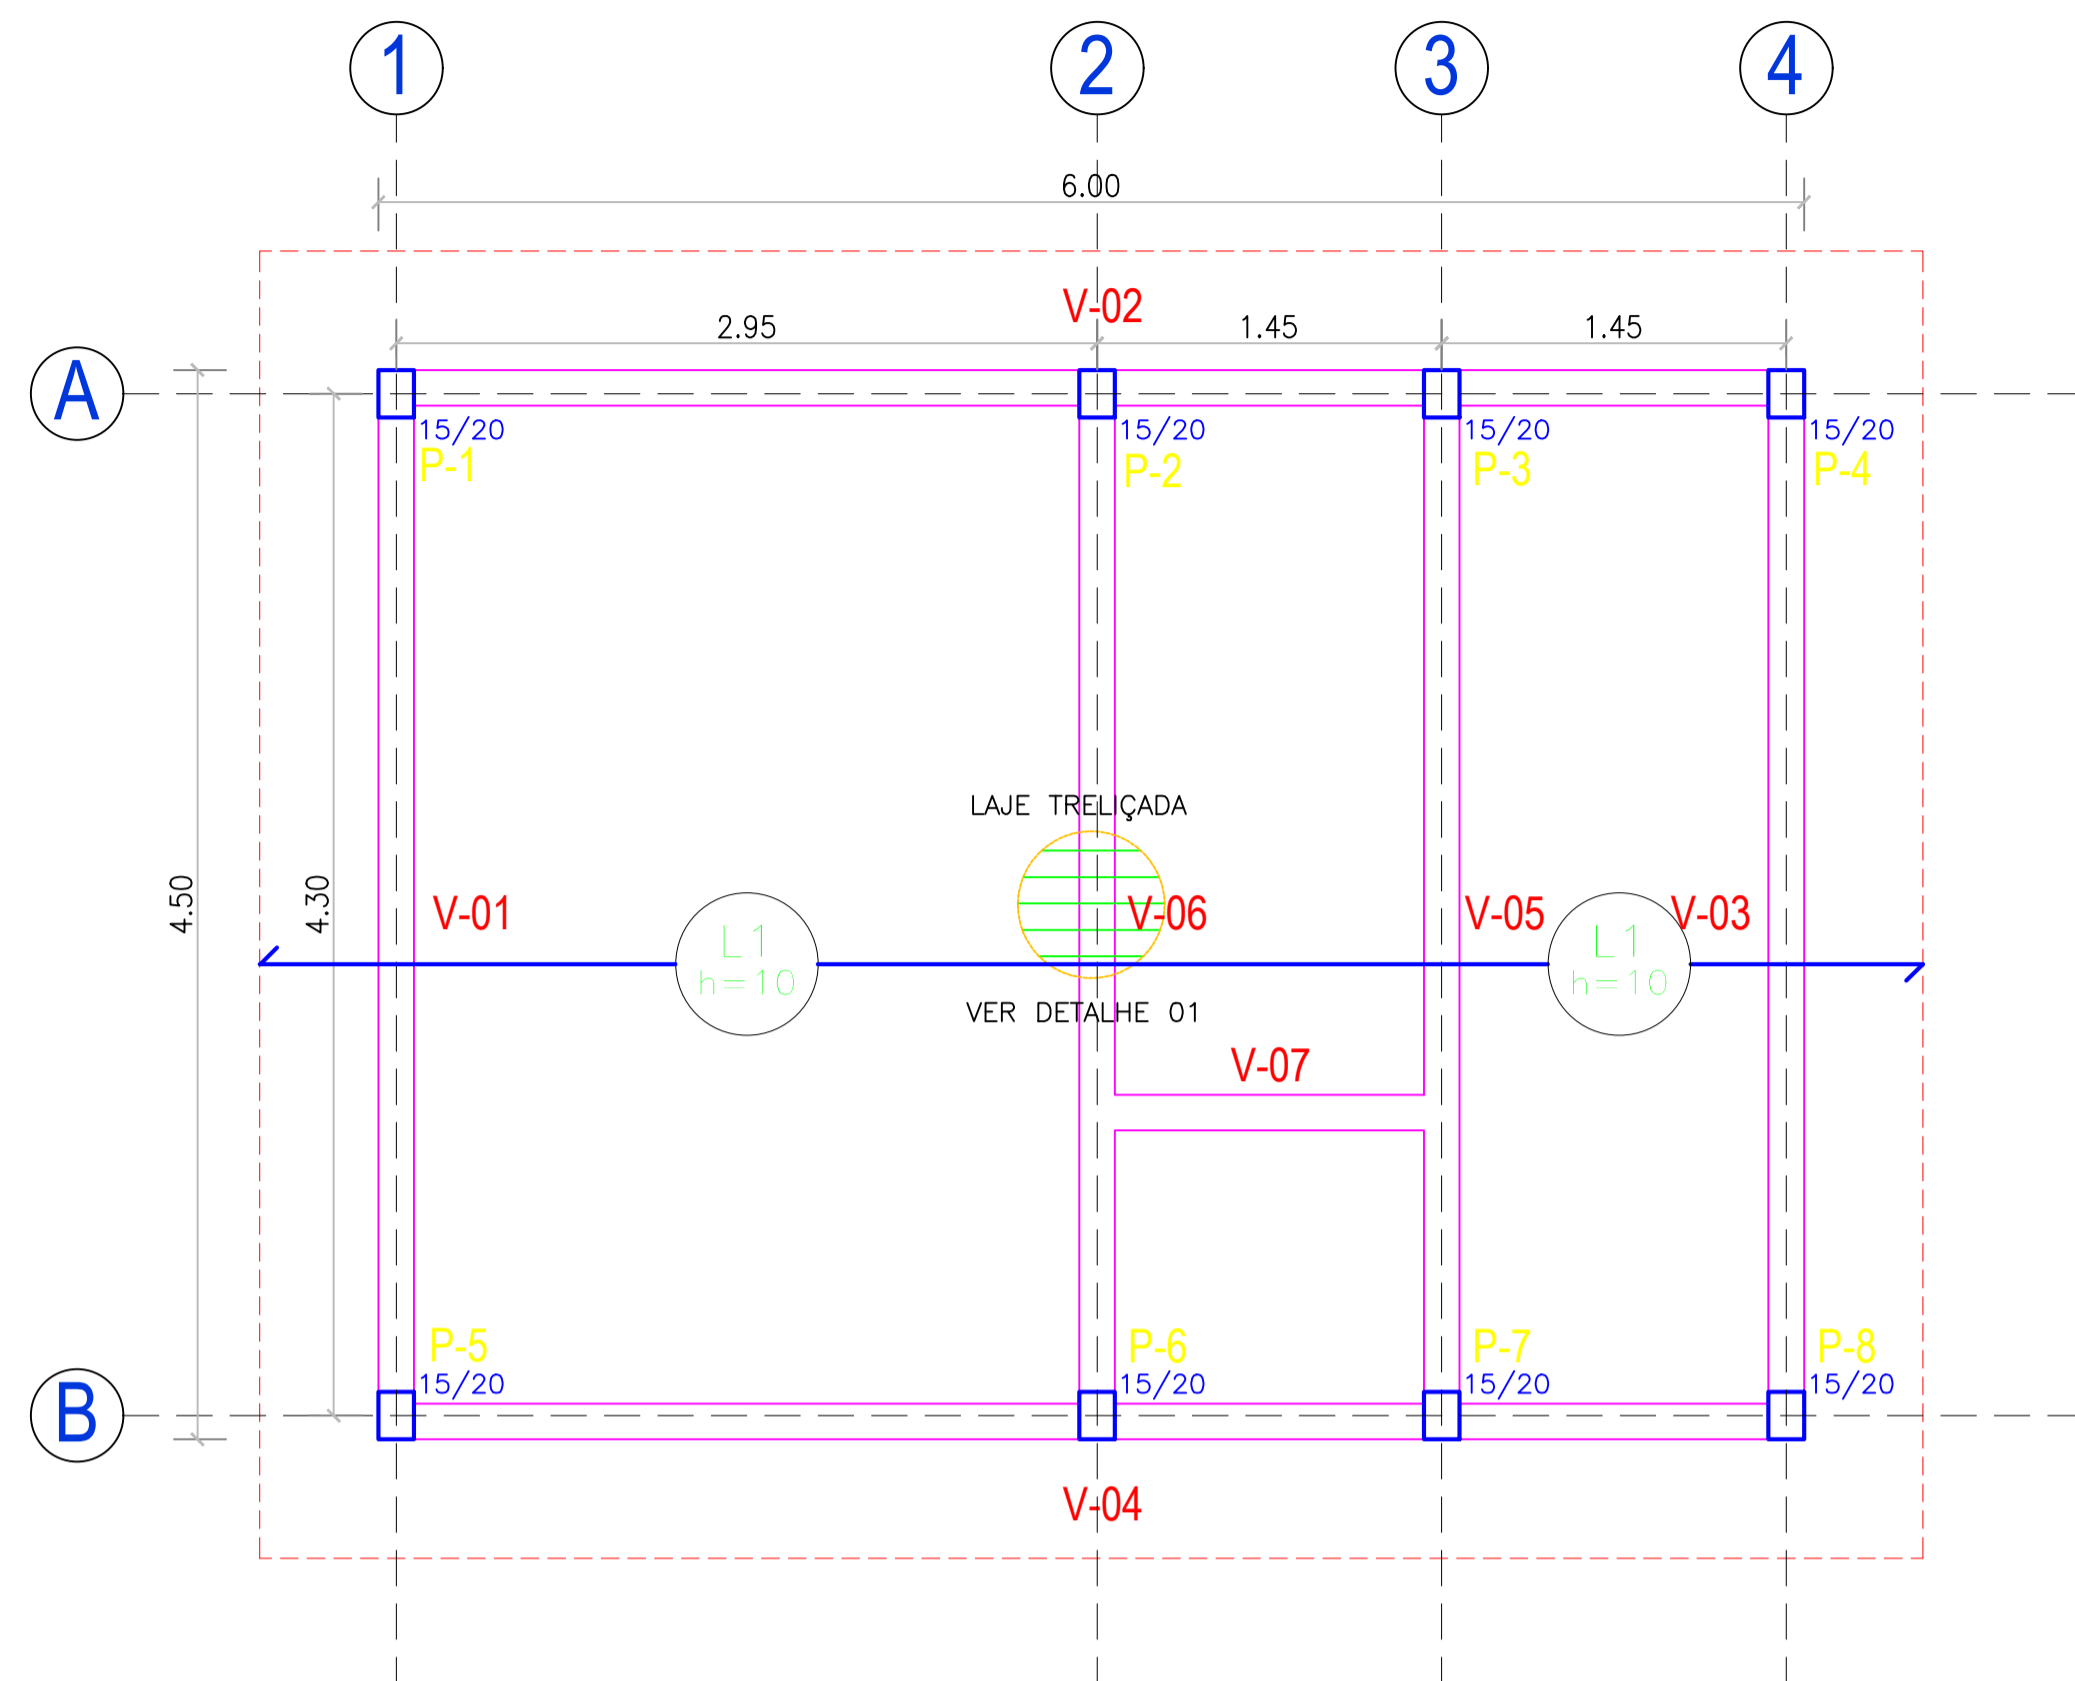 1
2
3
4
6.00
V-02
2.95
1.45
1.45
A
15/20
15/20
15/20
15/20
P-1
P-2
P-3
P-4
LAJE TRELIÇADA
4.50
4.30
V-01
V-06
V-05
V-03
L1
h=10
L1
h=10
VER DETALHE 01
V-07
P-5
P-6
P-7
P-8
15/20
15/20
15/20
15/20
B
V-04